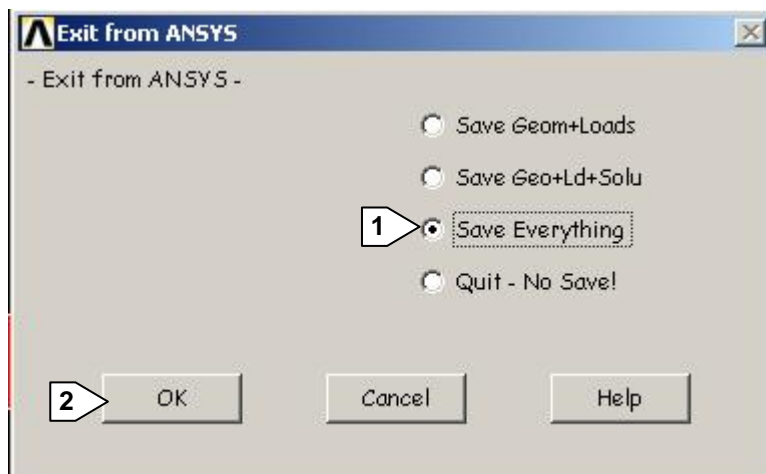 Exit from ANSYS
- Exit from ANSYS -
Save Geom+Loads
Save Geo+Ld+Solu
1 Save Everything
Quit - No Save!
2 OK Cancel Help